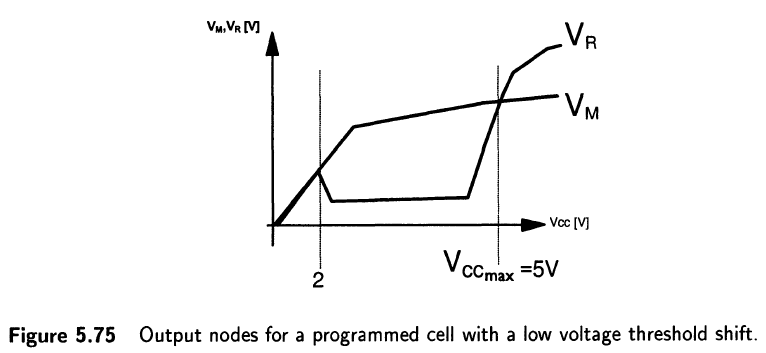 VM,VR [V]
VR
VM
Vcc [V]
VCCmax =5V
2
Figure 5.75 Output nodes for a programmed cell with a low voltage threshold shift.